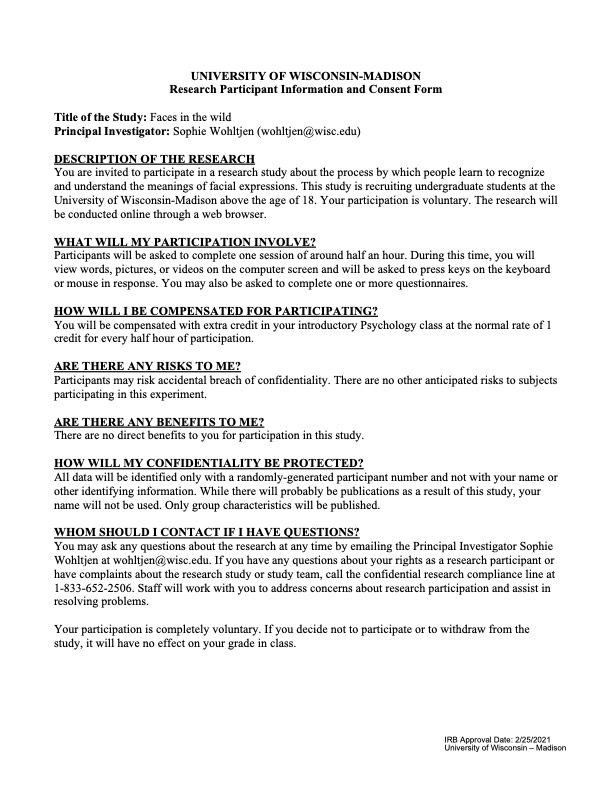 UNIVERSITY OF WISCONSIN-MADISON
Research Participant Information and Consent Form
Title of the Study: Faces in the wild
Principal Investigator: Sophie Wohltjen (wohltjen@wisc.edu)
DESCRIPTION OF THE RESEARCH
You are invited to participate in a research study about the process by which people learn to recognize
and understand the meanings of facial expressions. This study is recruiting undergraduate students at the
University of Wisconsin-Madison above the age of 18. Your participation is voluntary. The research will
be conducted online through a web browser.
WHAT WILL MY PARTICIPATION INVOLVE?
Participants will be asked to complete one session of around half an hour. During this time, you will
view words, pictures, or videos on the computer screen and will be asked to press keys on the keyboard
or mouse in response. You may also be asked to complete one or more questionnaires.
HOW WILL I BE COMPENSATED FOR PARTICIPATING?
You will be compensated with extra credit in your introductory Psychology class at the normal rate of 1
credit for every half hour of participation.
ARE THERE ANY RISKS TO ME?
Participants may risk accidental breach of confidentiality. There are no other anticipated risks to subjects
participating in this experiment.
ARE THERE ANY BENEFITS TO ME?
There are no direct benefits to you for participation in this study.
HOW WILL MY CONFIDENTIALITY BE PROTECTED?
All data will be identified only with a randomly-generated participant number and not with your name or
other identifying information. While there will probably be publications as a result of this study, your
name will not be used. Only group characteristics will be published.
WHOM SHOULD I CONTACT IF I HAVE QUESTIONS?
You may ask any questions about the research at any time by emailing the Principal Investigator Sophie
Wohltjen at wohltjen@wisc.edu. If you have any questions about your rights as a research participant or
have complaints about the research study or study team, call the confidential research compliance line at
1-833-652-2506. Staff will work with you to address concerns about research participation and assist in
resolving problems.
Your participation is completely voluntary. If you decide not to participate or to withdraw from the
study, it will have no effect on your grade in class.
IRB Approval Date: 2/25/2021
University of Wisconsin – Madison